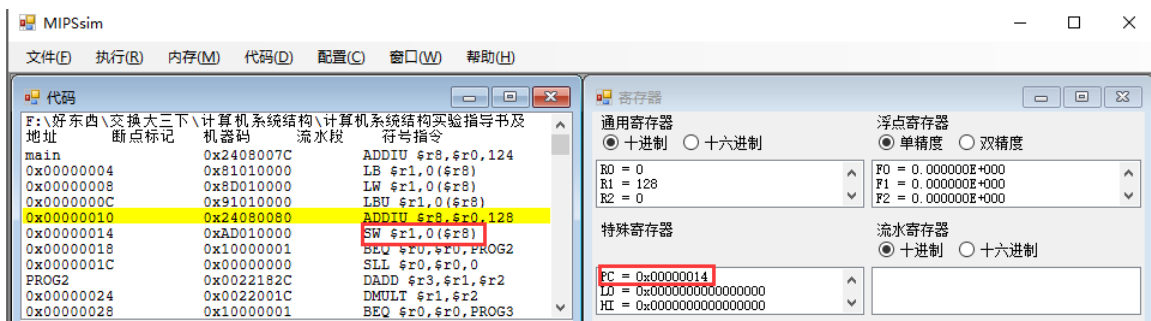 MIPSsim
文件(F) 执行(R) 内存(M) 代码(D) 配置(C) 窗口(W) 帮助(H)
代码
F:\好东西\交换大三下\计算机系统结构\计算机系统结构实验指导书及
地址 断点标记 机器码 流水段 符号指令
main 0x2408007C ADDIU $r8,$r0,124
0x00000004 0x81010000 LB $r1,0($r8)
0x00000008 0x8D010000 LW $r1,0($r8)
0x0000000C 0x91010000 LBU $r1,0($r8)
0x00000010 0x24080080 ADDIU $r8,$r0,128
0x00000014 0xAD010000 SW $r1,0($r8)
0x00000018 0x10000001 BEQ $r0,$r0,PROG2
0x0000001C 0x00000000 SLL $r0,$r0,0
PROG2 0x0022182C DADD $r3,$r1,$r2
0x00000024 0x0022001C DMULT $r1,$r2
0x00000028 0x10000001 BEQ $r0,$r0,PROG3
寄存器
通用寄存器
十进制 十六进制
R0 = 0
R1 = 128
R2 = 0
浮点寄存器
单精度 双精度
F0 = 0.000000E+000
F1 = 0.000000E+000
F2 = 0.000000E+000
特殊寄存器
PC = 0x00000014
LO = 0x0000000000000000
HI = 0x0000000000000000
流水寄存器
十进制 十六进制